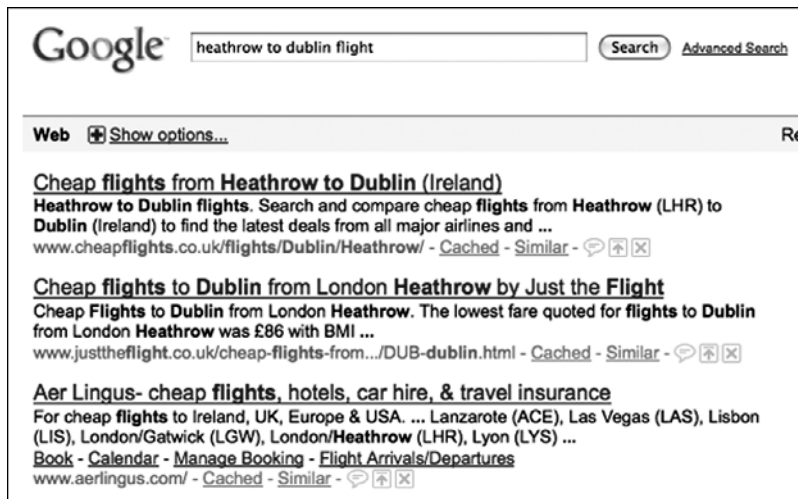 Google heathrow to dublin flight Search Advanced Search
Web Show options... Re
Cheap flights from Heathrow to Dublin (Ireland)
Heathrow to Dublin flights. Search and compare cheap flights from Heathrow (LHR) to
Dublin (Ireland) to find the latest deals from all major airlines and ...
www.cheapflights.co.uk/flights/Dublin/Heathrow/ - Cached - Similar -
Cheap flights to Dublin from London Heathrow by Just the Flight
Cheap Flights to Dublin from London Heathrow. The lowest fare quoted for flights to Dublin
from London Heathrow was £86 with BMI ...
www.justtheflight.co.uk/cheap-flights-from.../DUB-dublin.html - Cached - Similar -
Aer Lingus- cheap flights, hotels, car hire, & travel insurance
For cheap flights to Ireland, UK, Europe & USA. ... Lanzarote (ACE), Las Vegas (LAS), Lisbon
(LIS), London/Gatwick (LGW), London/Heathrow (LHR), Lyon (LYS) ...
Book - Calendar - Manage Booking - Flight Arrivals/Departures
www.aerlingus.com/ - Cached - Similar -